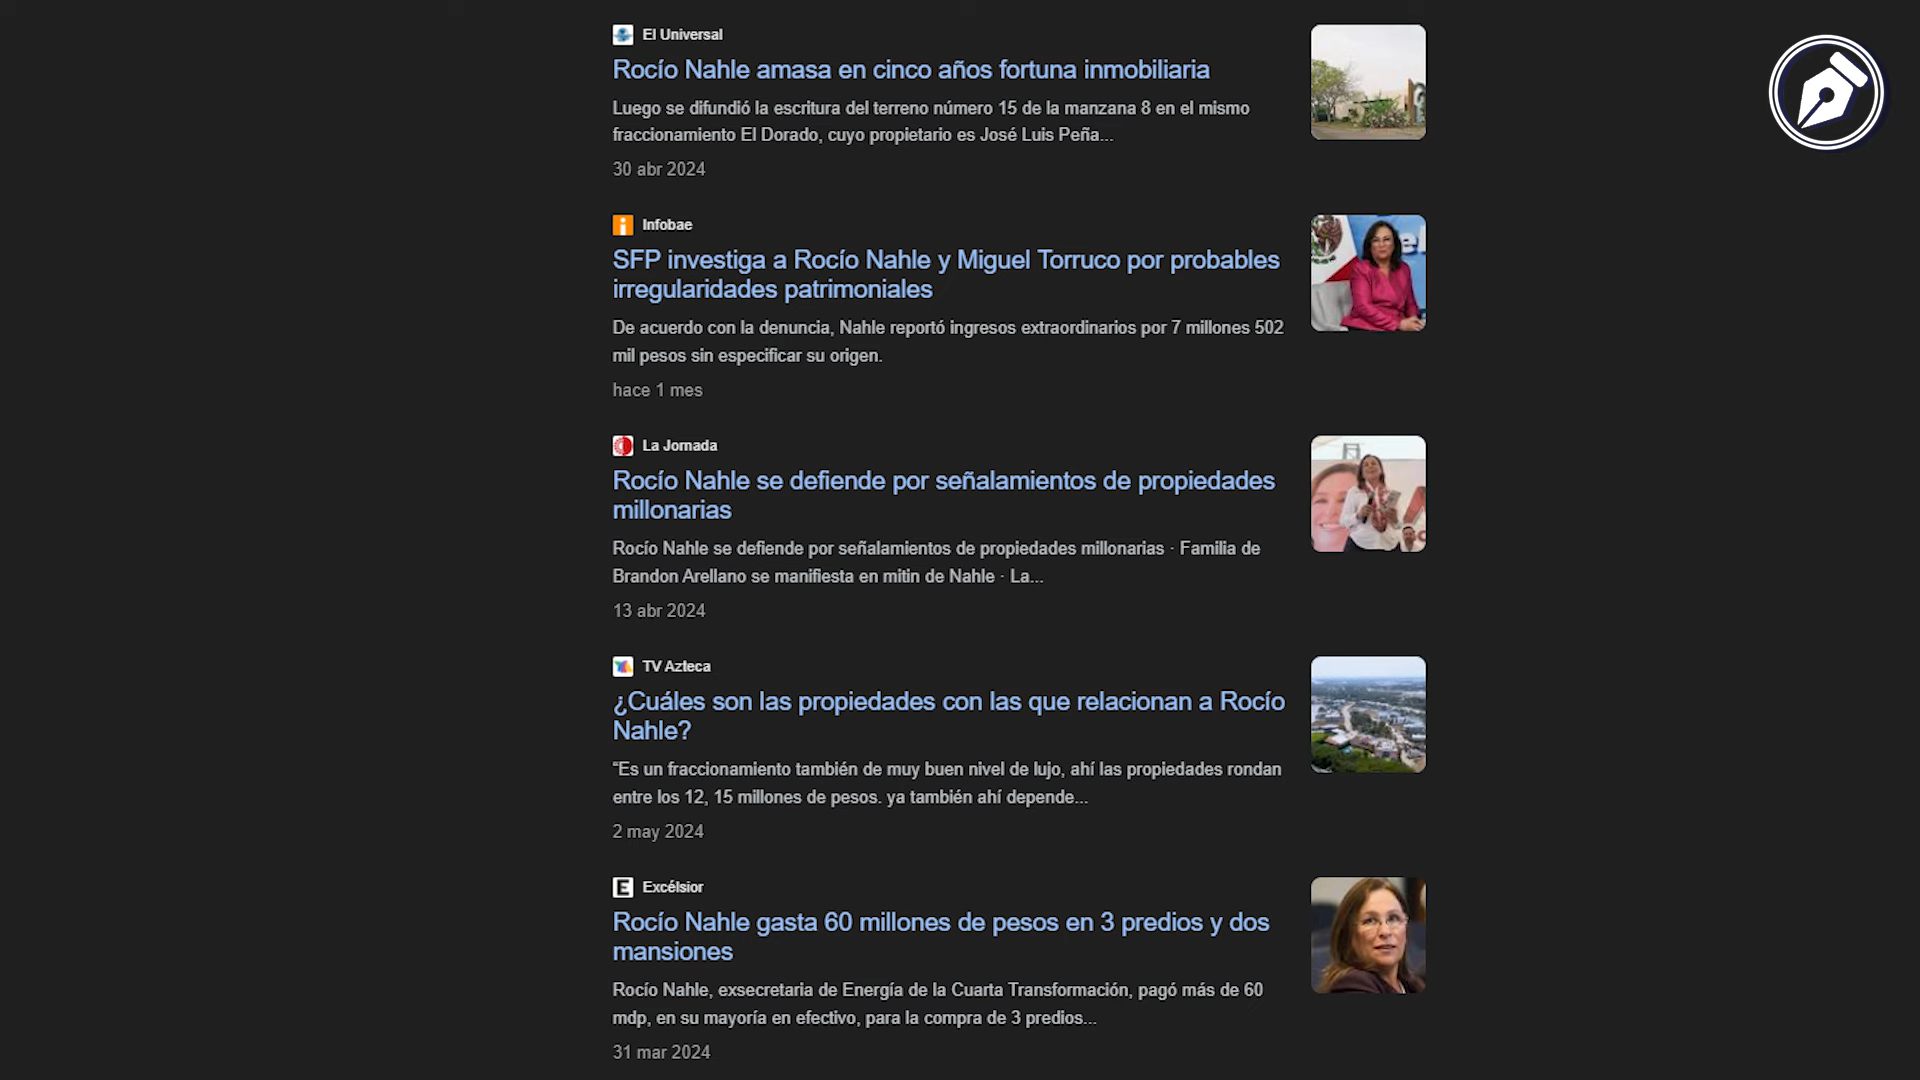 El Universal
Rocío Nahle amasa en cinco años fortuna inmobiliaria
Luego se difundió la escritura del terreno número 15 de la manzana 8 en el mismo
fraccionamiento El Dorado, cuyo propietario es José Luis Peña...
30 abr 2024
Infobae
SFP investiga a Rocío Nahle y Miguel Torruco por probables
irregularidades patrimoniales
De acuerdo con la denuncia, Nahle reportó ingresos extraordinarios por 7 millones 502
mil pesos sin especificar su origen.
hace 1 mes
La Jornada
Rocío Nahle se defiende por señalamientos de propiedades
millonarias
Rocío Nahle se defiende por señalamientos de propiedades millonarias · Familia de
Brandon Arellano se manifiesta en mitin de Nahle · La...
13 abr 2024
TV Azteca
¿Cuáles son las propiedades con las que relacionan a Rocío
Nahle?
“Es un fraccionamiento también de muy buen nivel de lujo, ahí las propiedades rondan
entre los 12, 15 millones de pesos. ya también ahí depende...
2 may 2024
Excélsior
Rocío Nahle gasta 60 millones de pesos en 3 predios y dos
mansiones
Rocío Nahle, exsecretaria de Energía de la Cuarta Transformación, pagó más de 60
mdp, en su mayoría en efectivo, para la compra de 3 predios...
31 mar 2024